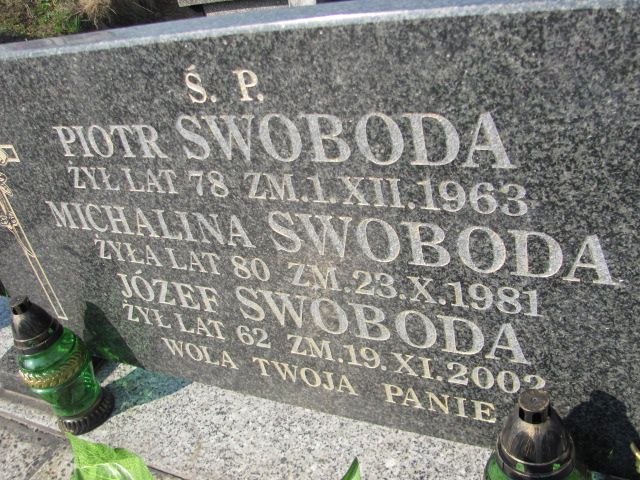 Ś. P.
PIOTR SWOBODA
ŻYŁ LAT 78 ZM.1.XII.1963
MICHALINA SWOBODA
ŻYŁA LAT 80 ZM.23.X.1981
JÓZEF SWOBODA
ŻYŁ LAT 62 ZM.19.XI.2002
WOLA TWOJA PANIE